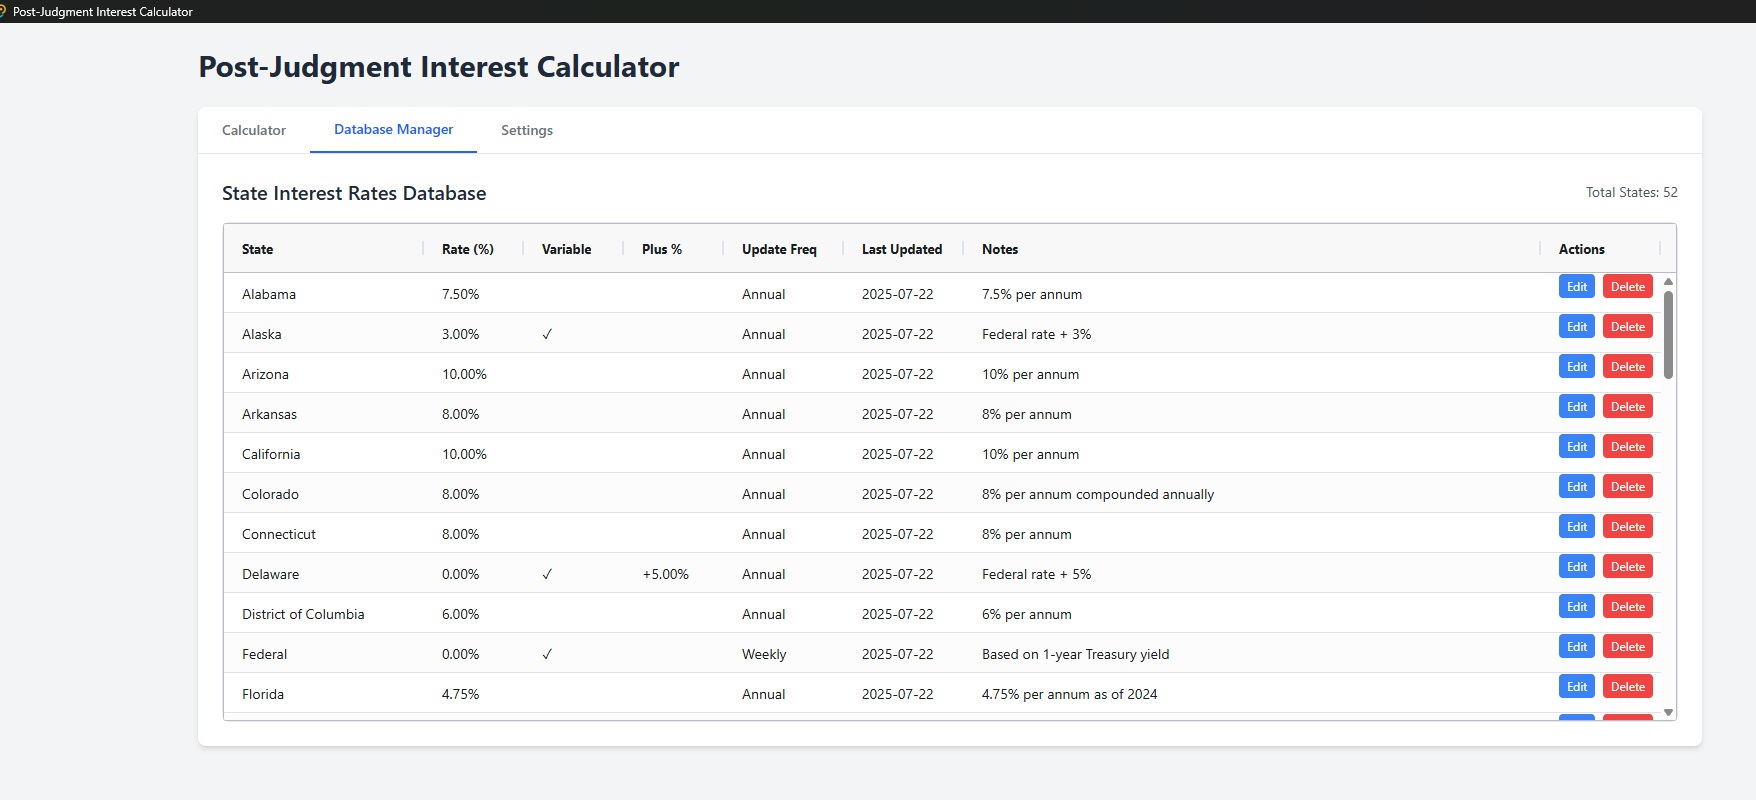 Post-Judgment Interest Calculator
Post-Judgment Interest Calculator
Calculator Database Manager Settings
State Interest Rates Database Total States: 52
State Rate (%) Variable Plus % Update Freq Last Updated Notes Actions
Alabama 7.50% Annual 2025-07-22 7.5% per annum Edit Delete
Alaska 3.00% ✓ Annual 2025-07-22 Federal rate + 3% Edit Delete
Arizona 10.00% Annual 2025-07-22 10% per annum Edit Delete
Arkansas 8.00% Annual 2025-07-22 8% per annum Edit Delete
California 10.00% Annual 2025-07-22 10% per annum Edit Delete
Colorado 8.00% Annual 2025-07-22 8% per annum compounded annually Edit Delete
Connecticut 8.00% Annual 2025-07-22 8% per annum Edit Delete
Delaware 0.00% ✓ +5.00% Annual 2025-07-22 Federal rate + 5% Edit Delete
District of Columbia 6.00% Annual 2025-07-22 6% per annum Edit Delete
Federal 0.00% ✓ Weekly 2025-07-22 Based on 1-year Treasury yield Edit Delete
Florida 4.75% Annual 2025-07-22 4.75% per annum as of 2024 Edit Delete